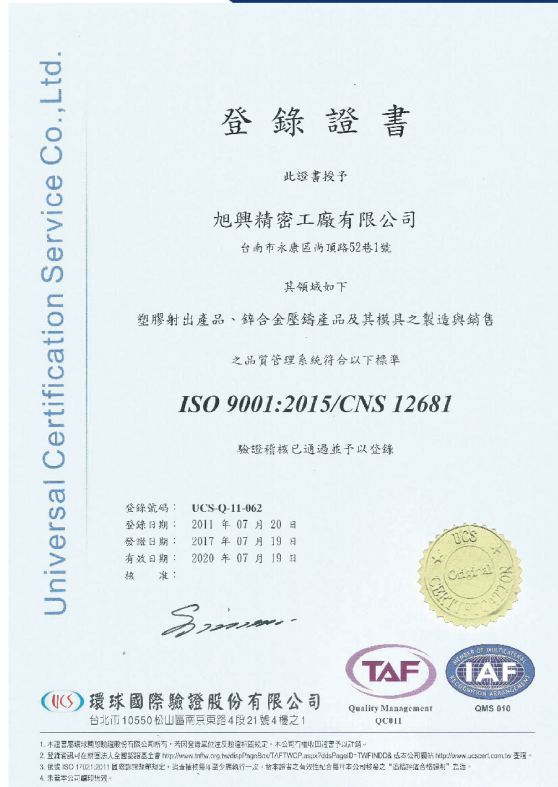 Universal Certification Service Co.,Ltd.
登錄證書
此證書授予
旭興精密工廠有限公司
台南市永康區尚頂路52巷1號
其領域如下
塑膠射出產品、鋅合金壓鑄產品及其模具之製造與銷售
之品質管理系統符合以下標準
ISO 9001:2015/CNS 12681
驗證稽核已通過並予以登錄
登錄號碼： UCS-Q-11-062
登錄日期： 2011 年 07 月 20 日
發證日期： 2017 年 07 月 19 日
有效日期： 2020 年 07 月 19 日
核 准：
UCS
Original
TAF
Quality Management
QC011
MEMBER OF MULTILATERAL
IAF
RECOGNITION ARRANGEMENT
QMS 010
UCS 環球國際驗證股份有限公司
台北市10550松山區南京東路4段21號4樓之1